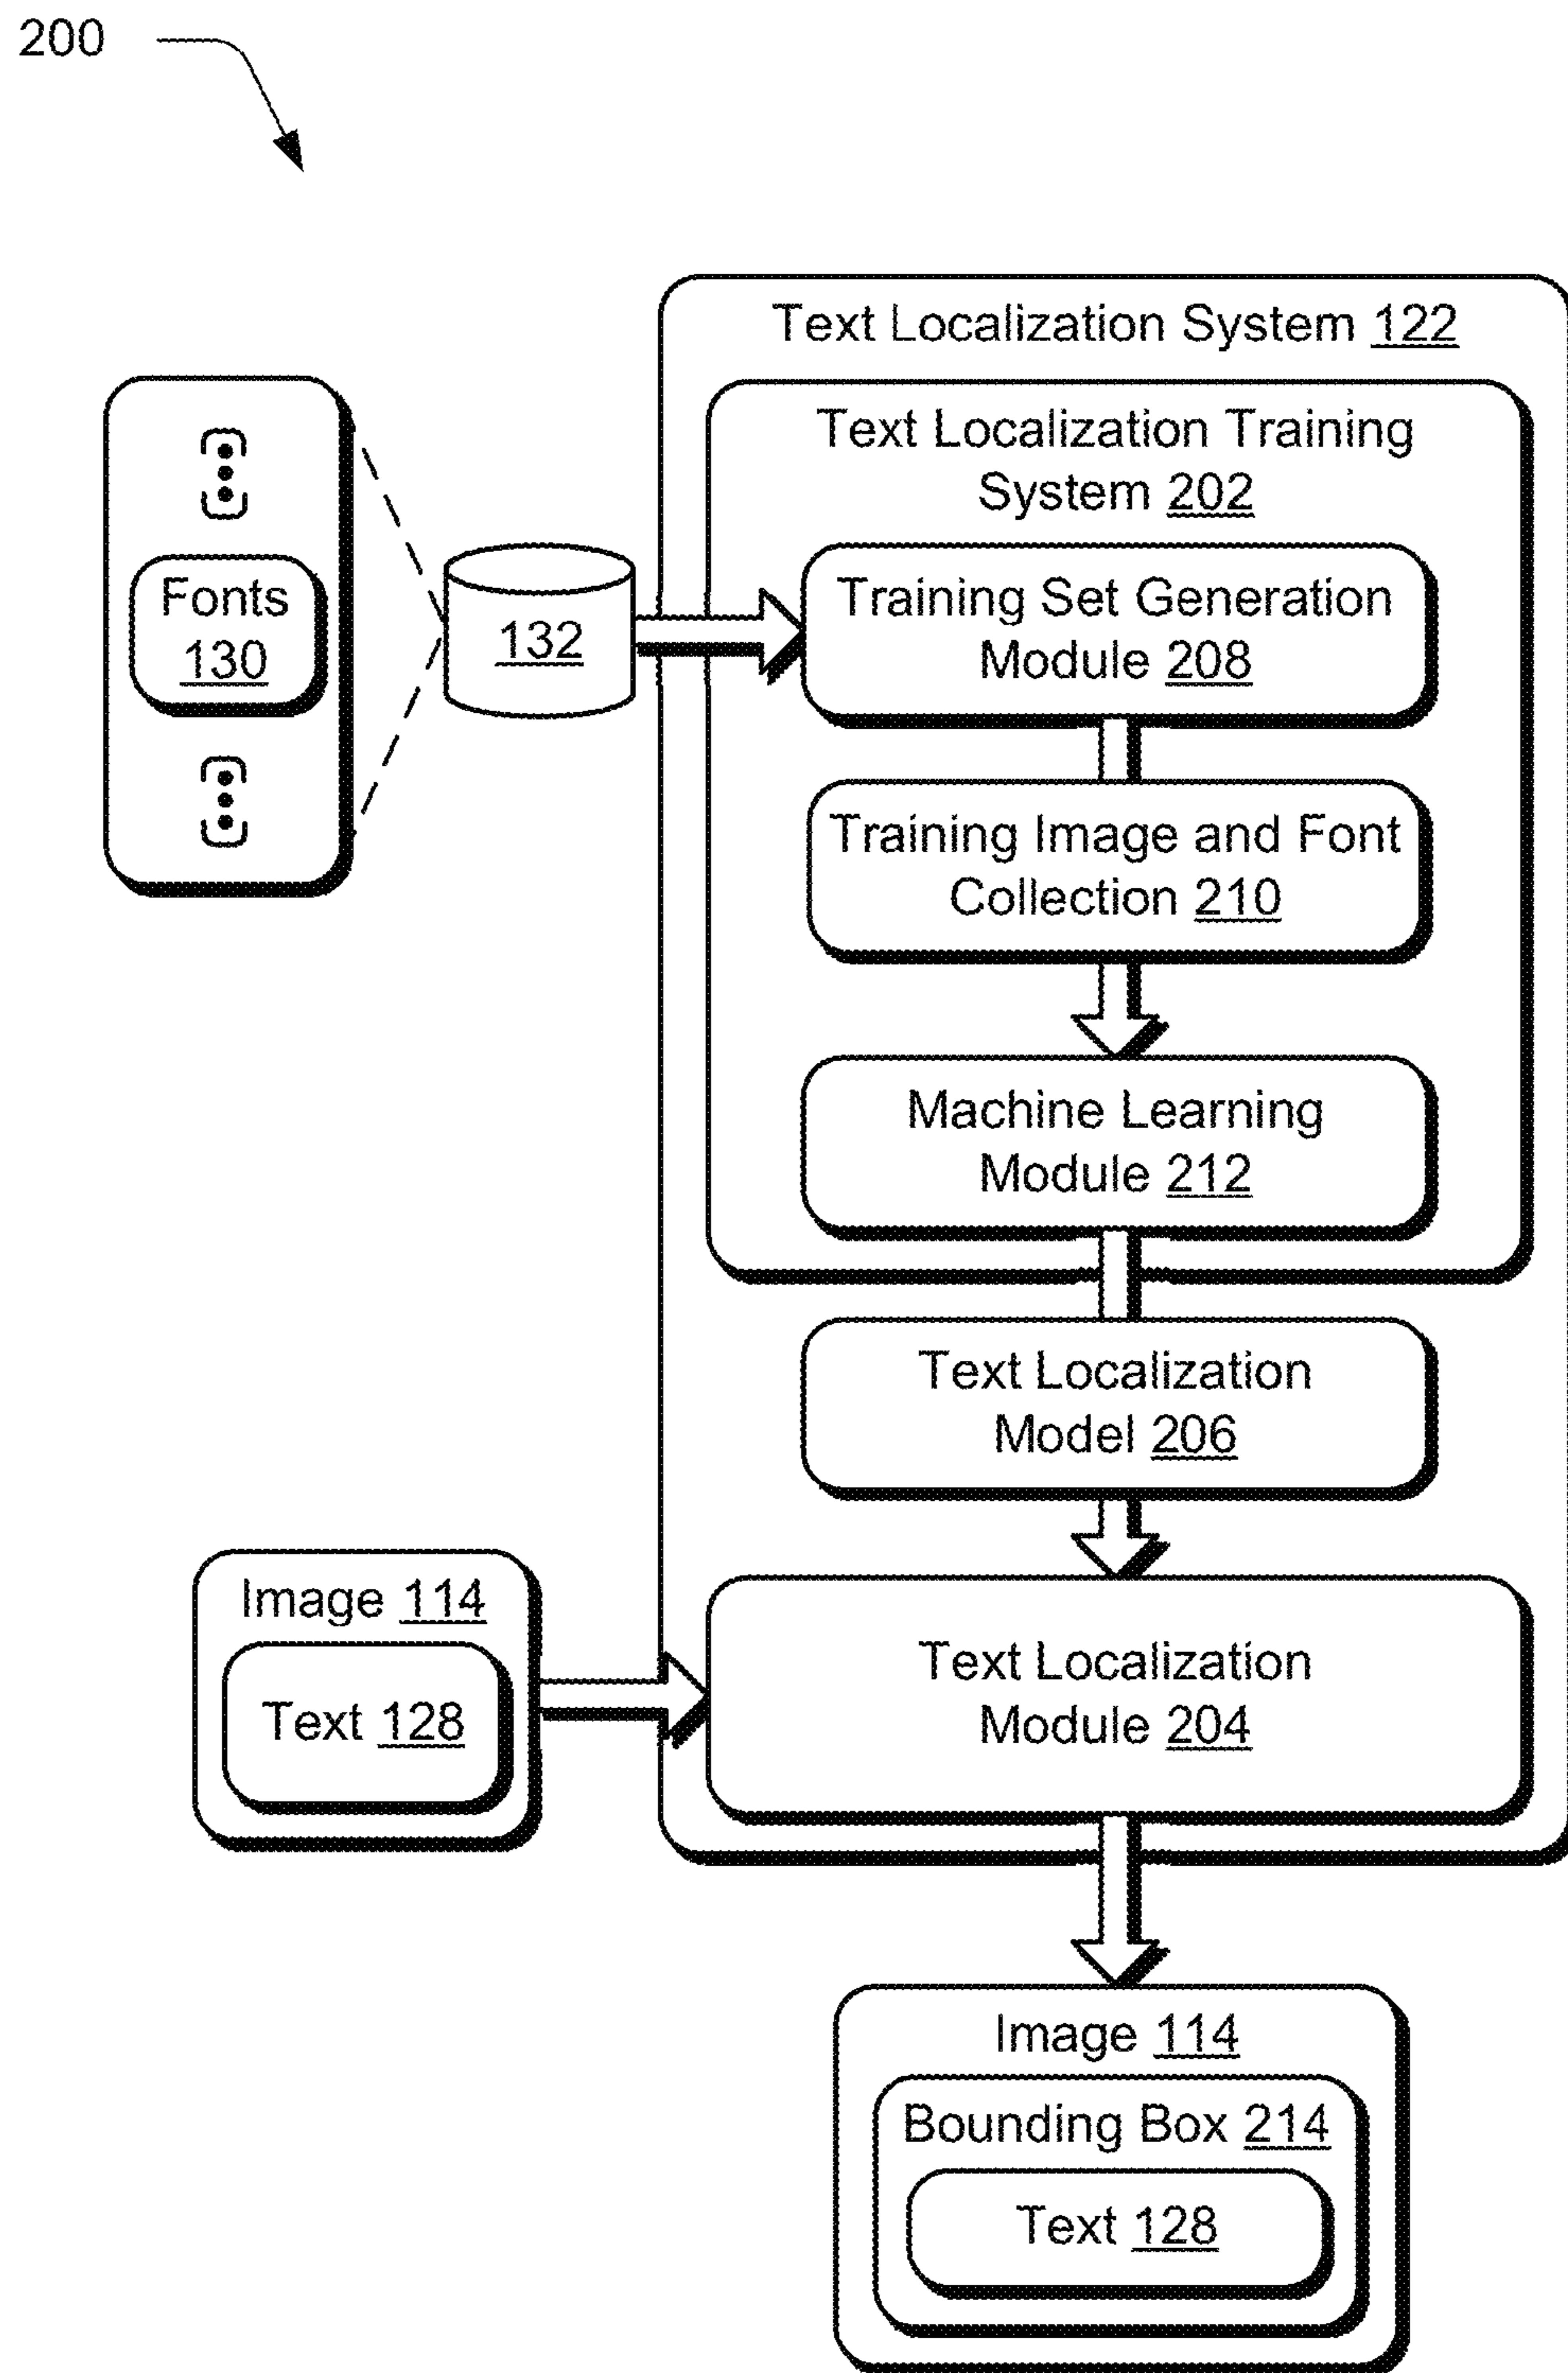 200
Text Localization System 122
Text Localization Training
System 202
Fonts
130
132
Training Set Generation
Module 208
Training Image and Font
Collection 210
Machine Learning
Module 212
Text Localization
Model 206
Image 114
Text 128
Text Localization
Module 204
Image 114
Bounding Box 214
Text 128